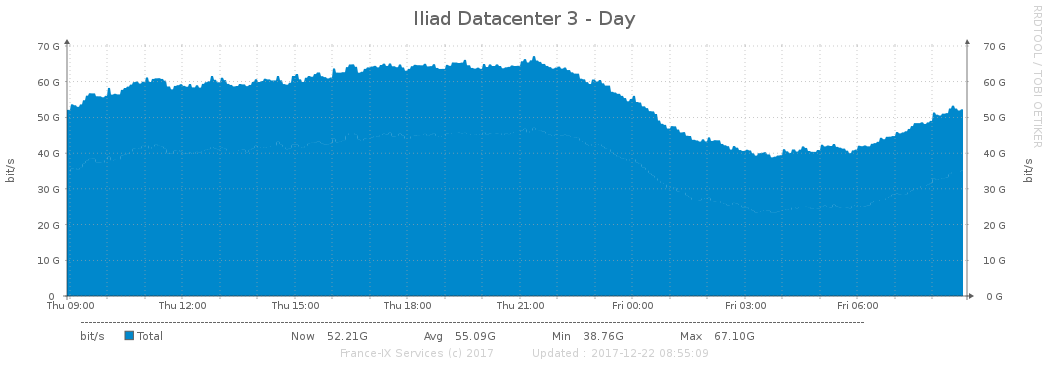 Iliad Datacenter 3 - Day
RRDTOOL / TOBI OETIKER
bit/s
70 G 70 G
60 G 60 G
50 G 50 G
40 G 40 G
30 G 30 G
20 G 20 G
10 G 10 G
0 0 G
bit/s
Thu 09:00 Thu 12:00 Thu 15:00 Thu 18:00 Thu 21:00 Fri 00:00 Fri 03:00 Fri 06:00
bit/s Total Now 52.21G Avg 55.09G Min 38.76G Max 67.10G
France-IX Services (c) 2017 Updated : 2017-12-22 08:55:09